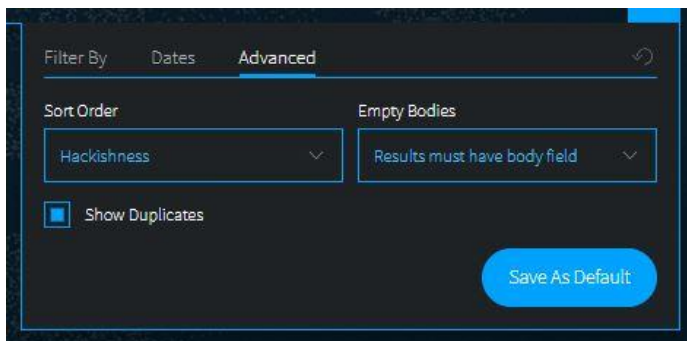 Filter By Dates Advanced
Sort Order Empty Bodies
Hackishness Results must have body field
Show Duplicates
Save As Default